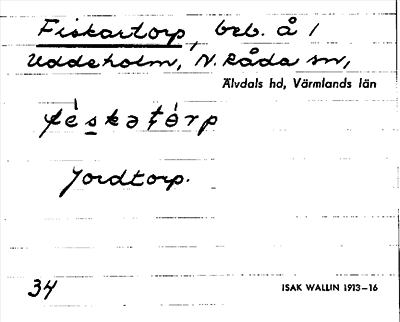 Fiskartorp, beb. å 1
Uddeholm, N. Råda sn,
Älvdals hd, Värmlands län
Jordtorp.
34
ISAK WALLIN 1913–16